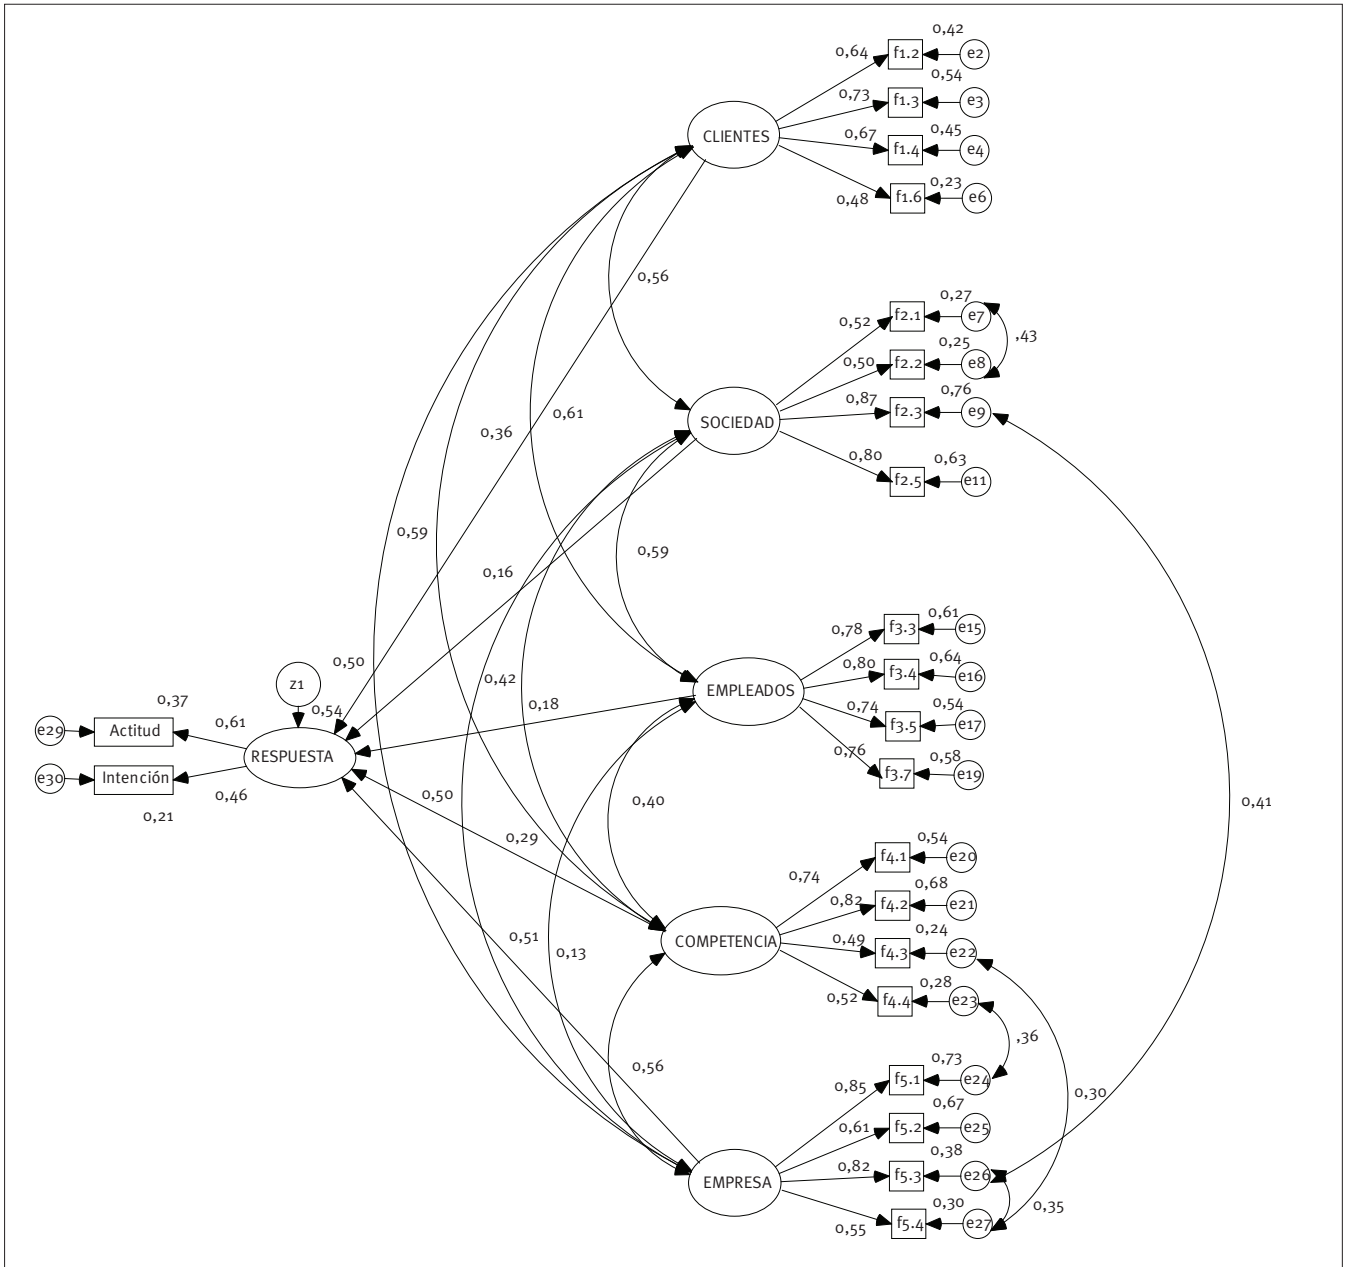 0,42
0,64
f1.2
e2
0,54
0,73
f1.3
e3
CLIENTES
0,67
0,45
f1.4
e4
0,23
0,48
f1.6
e6
0,56
0,27
0,52
f2.1
e7
,43
0,25
0,50
f2.2
e8
0,76
0,87
f2.3
e9
SOCIEDAD
0,36
0,61
0,80
0,63
f2.5
e11
0,59
0,16
0,59
0,61
0,78
f3.3
e15
0,50
0,80
0,64
f3.4
e16
z1
0,42
EMPLEADOS
0,37
0,54
0,18
0,74
0,54
f3.5
e17
e29
Actitud
0,61
RESPUESTA
0,76
0,58
f3.7
e19
e30
Intención
0,46
0,21
0,50
0,40
0,41
0,29
0,54
0,74
f4.1
e20
0,68
0,82
f4.2
e21
0,24
COMPETENCIA
0,49
f4.3
e22
0,51
0,13
0,28
0,52
f4.4
e23
,36
0,56
0,73
0,85
f5.1
e24
0,30
0,67
0,61
f5.2
e25
0,38
0,82
f5.3
e26
EMPRESA
0,30
0,55
f5.4
e27
0,35